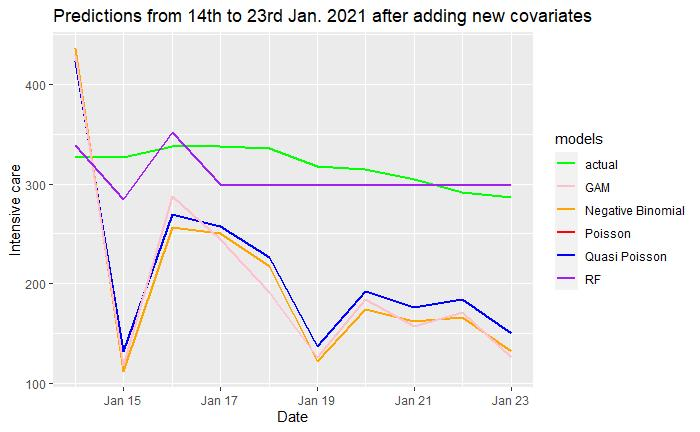 Predictions from 14th to 23rd Jan. 2021 after adding new covariates
400
300
200
100
Intensive care
Jan 15 Jan 17 Jan 19 Jan 21 Jan 23
Date
models
actual
GAM
Negative Binomial
Poisson
Quasi Poisson
RF